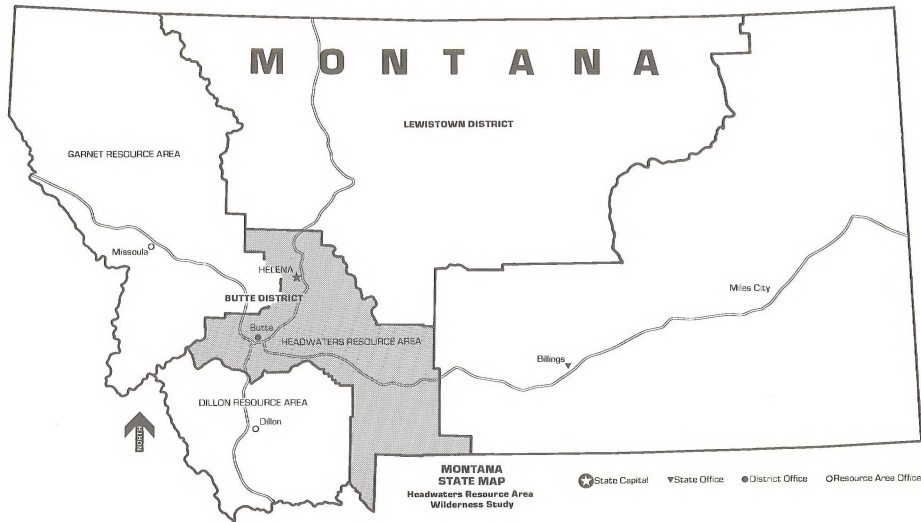 MONTANA
LEWISTOWN DISTRICT
GARNET RESOURCE AREA
Missoula
HELENA
BUTTE DISTRICT
Butte
HEADWATERS RESOURCE AREA
Miles City
Billings
DILLON RESOURCE AREA
Dillon
NORTH
MONTANA
STATE MAP
Headwaters Resource Area
Wilderness Study
State Capital
State Office
District Office
Resource Area Office